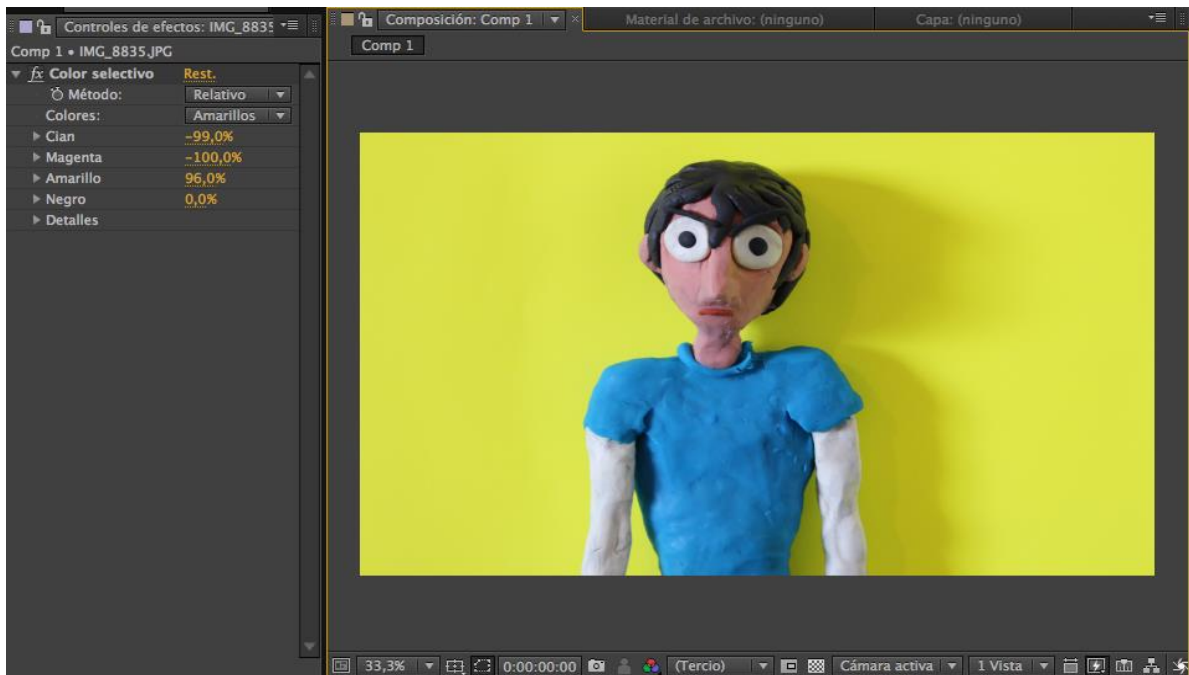 Controles de efectos: IMG_8835
Comp 1 • IMG_8835.JPG
fx Color selectivo Rest.
Método: Relativo
Colores: Amarillos
Cian -99,0%
Magenta -100,0%
Amarillo 96,0%
Negro 0,0%
Detalles
Composición: Comp 1 Material de archivo: (ninguno) Capa: (ninguno)
Comp 1
33,3% 0:00:00:00 (Tercio) Cámara activa 1 Vista